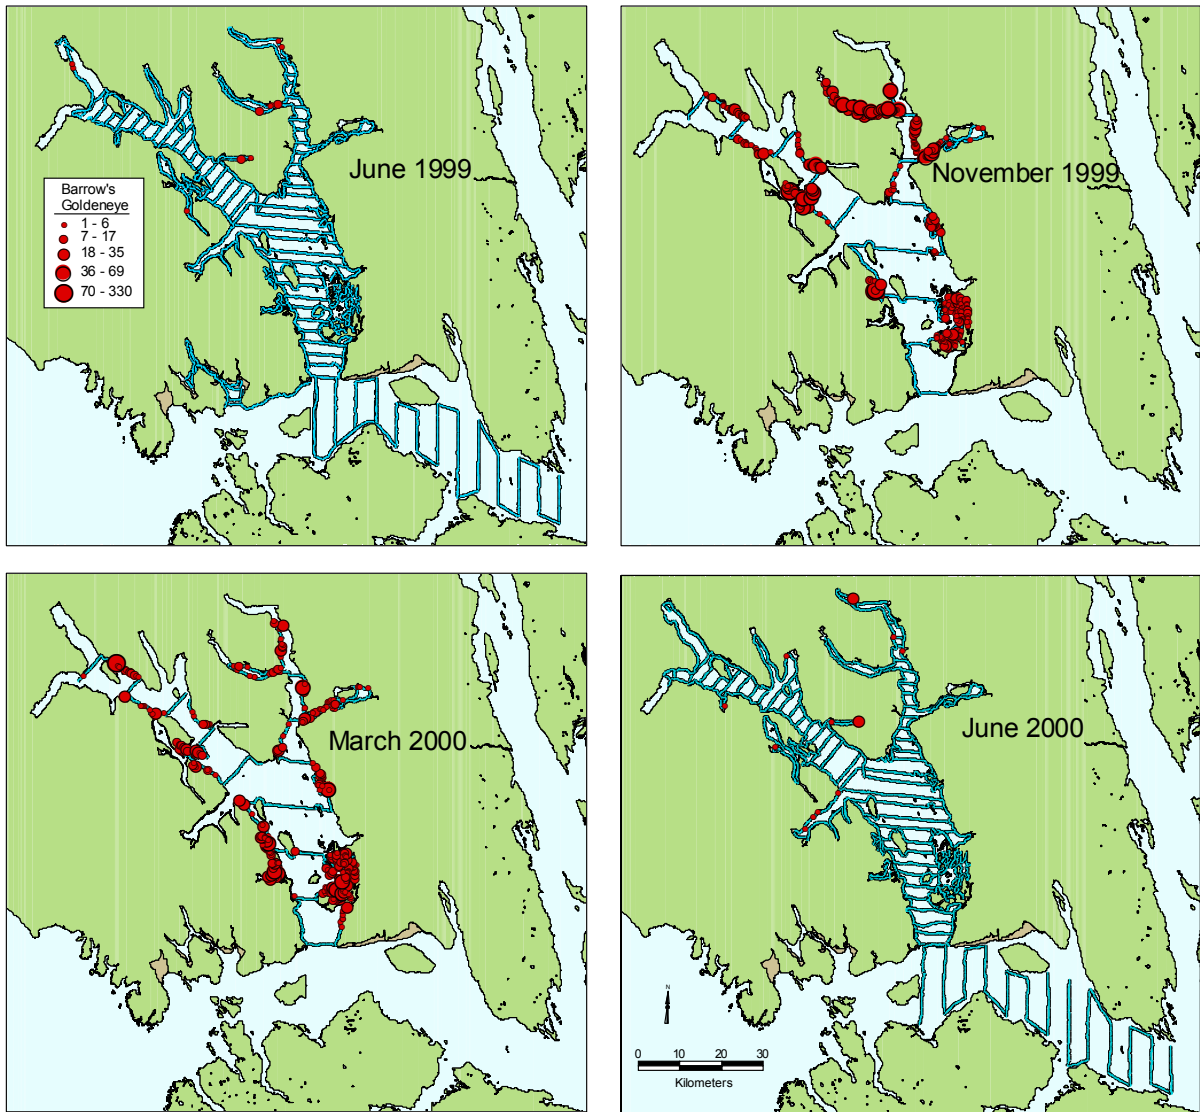 June 1999
Barrow's
Goldeneye
1 - 6
7 - 17
18 - 35
36 - 69
70 - 330
November 1999
March 2000
June 2000
N
0 10 20 30
Kilometers